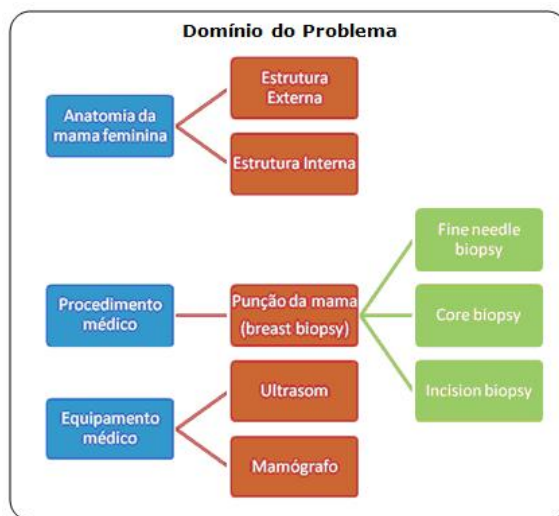 Domínio do Problema
Anatomia da
mama feminina
Estrutura
Externa
Estrutura Interna
Procedimento
médico
Punção da mama
(breast biopsy)
Fine needle
biopsy
Core biopsy
Incision biopsy
Equipamento
médico
Ultrasom
Mamógrafo